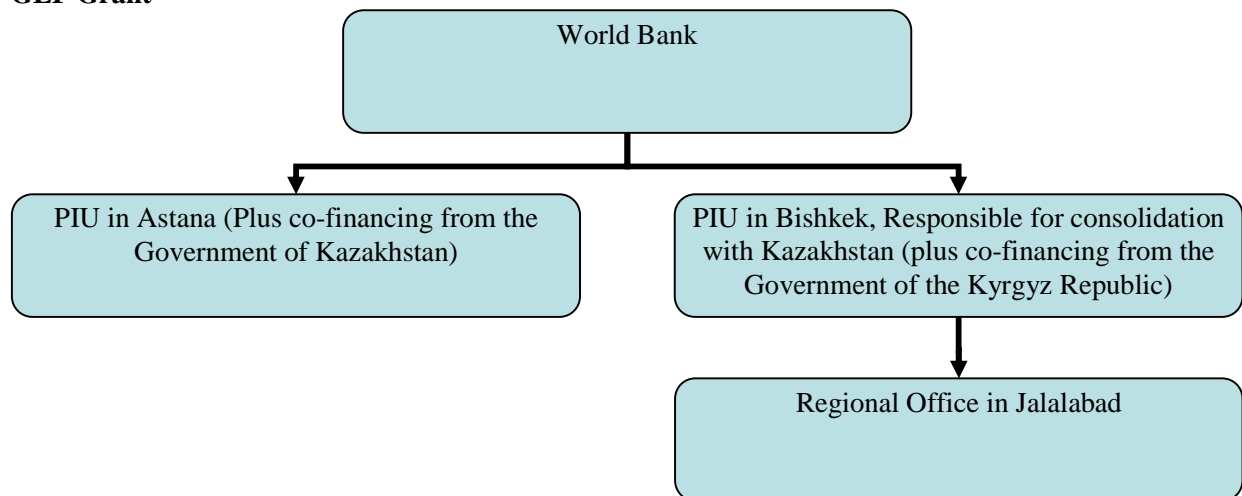 GEF Grant
World Bank
PIU in Astana (Plus co-financing from the
Government of Kazakhstan)
PIU in Bishkek, Responsible for consolidation
with Kazakhstan (plus co-financing from the
Government of the Kyrgyz Republic)
Regional Office in Jalalabad